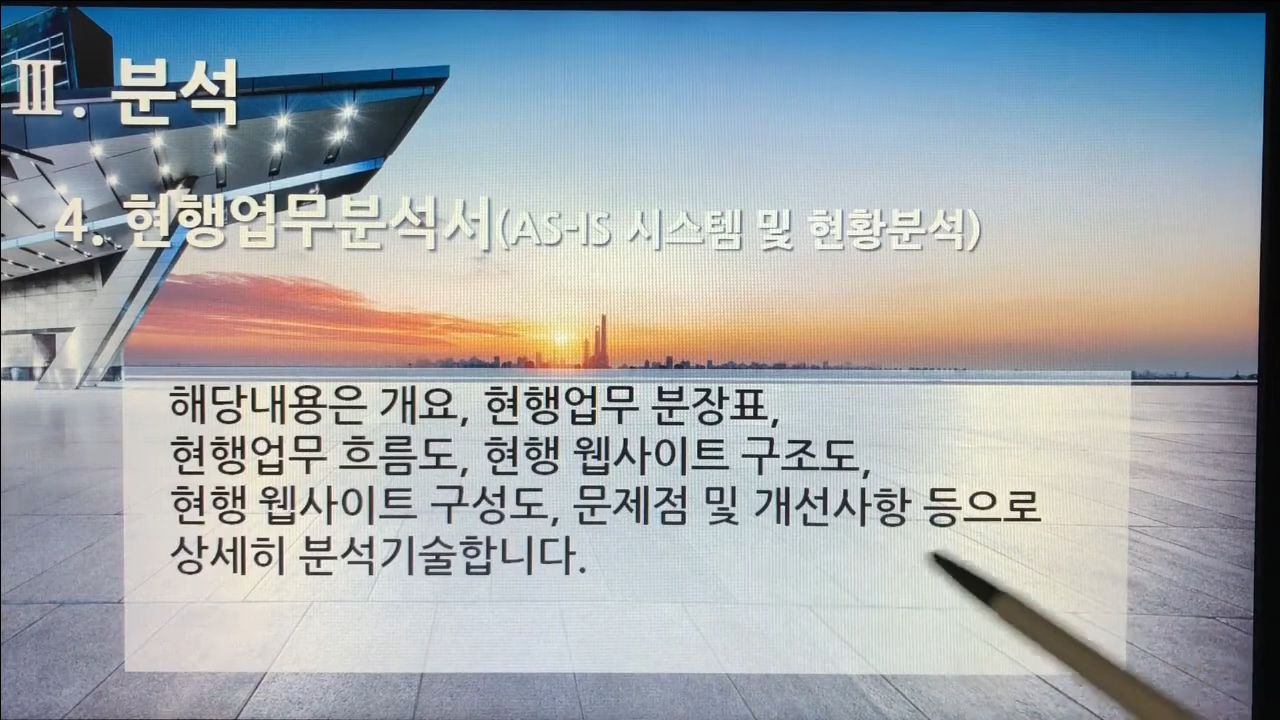 Ⅲ. 분석
4. 현행업무분석서(AS-IS 시스템 및 현황분석)
해당내용은 개요, 현행업무 분장표,
현행업무 흐름도, 현행 웹사이트 구조도,
현행 웹사이트 구성도, 문제점 및 개선사항 등으로
상세히 분석기술합니다.